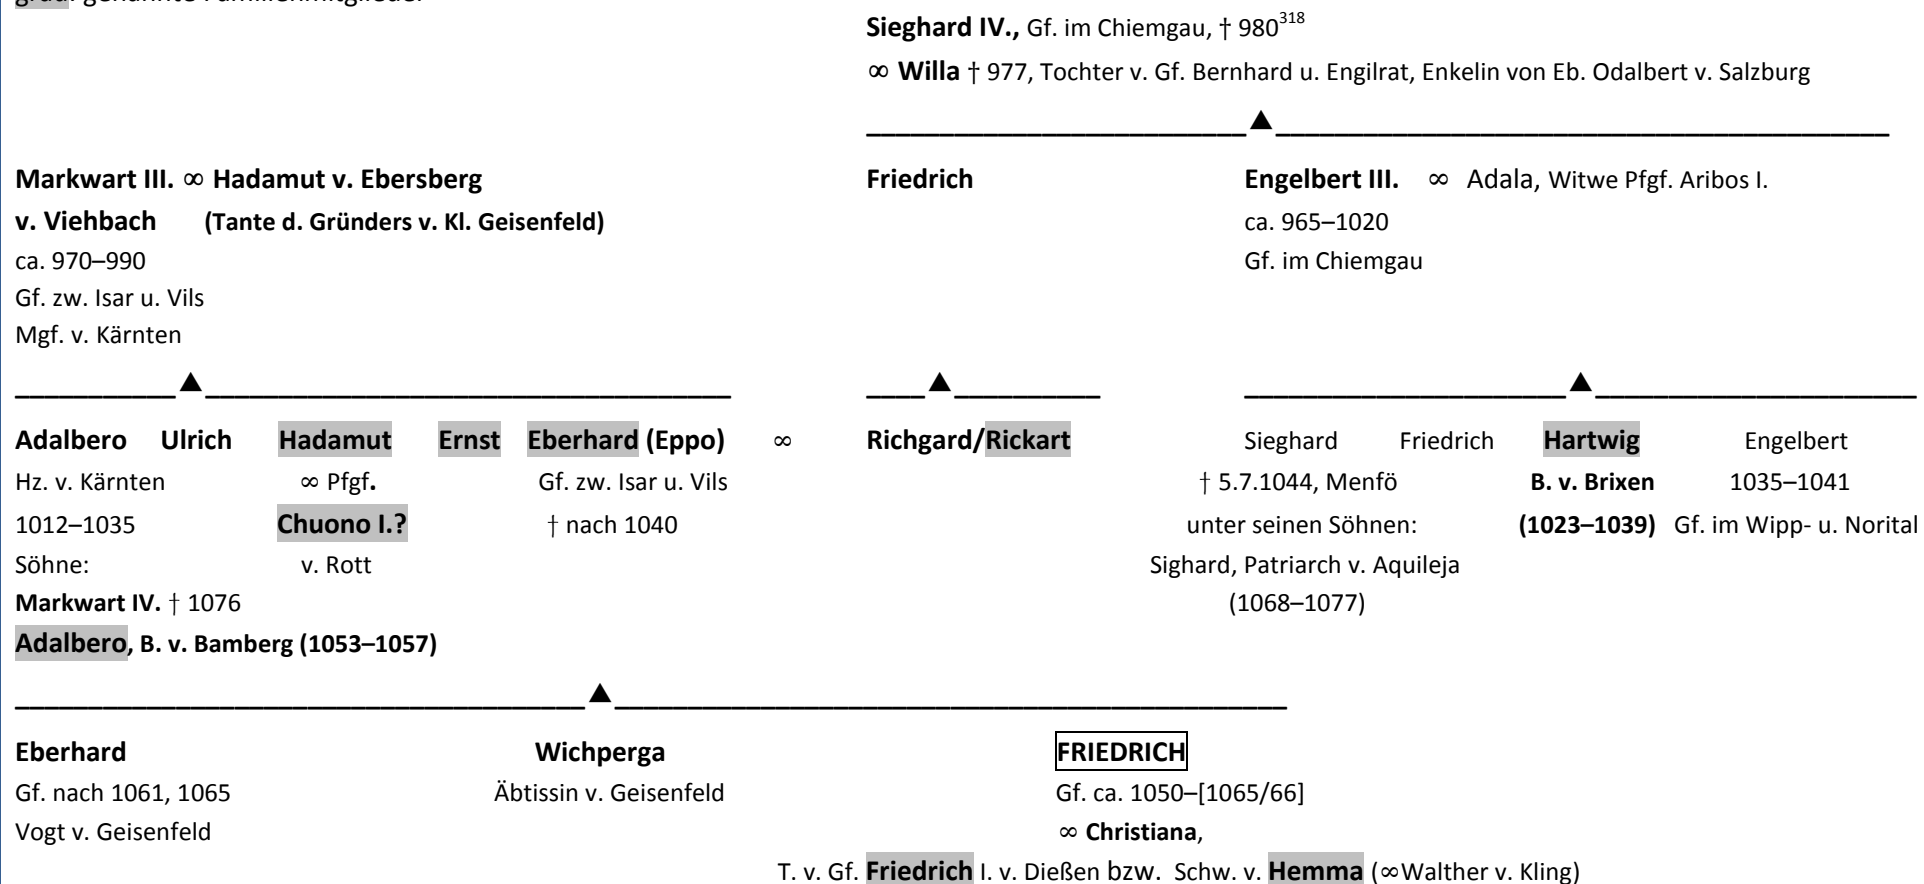 grau: genannte Familienmitglieder
Sieghard IV., Gf. im Chiemgau, † 980³¹⁸
∞ Willa † 977, Tochter v. Gf. Bernhard u. Engilrat, Enkelin von Eb. Odalbert v. Salzburg
Markwart III. ∞ Hadamut v. Ebersberg Friedrich Engelbert III. ∞ Adala, Witwe Pfgf. Aribos I.
v. Viehbach (Tante d. Gründers v. Kl. Geisenfeld) ca. 965–1020
ca. 970–990 Gf. im Chiemgau
Gf. zw. Isar u. Vils
Mgf. v. Kärnten
Adalbero Ulrich Hadamut Ernst Eberhard (Eppo) ∞ Richgard/Rickart Sieghard Friedrich Hartwig Engelbert
Hz. v. Kärnten ∞ Pfgf. Gf. zw. Isar u. Vils † 5.7.1044, Menfö B. v. Brixen 1035–1041
1012–1035 Chuono I.? † nach 1040 unter seinen Söhnen: (1023–1039) Gf. im Wipp- u. Norital
Söhne: v. Rott Sighard, Patriarch v. Aquileja
Markwart IV. † 1076 (1068–1077)
Adalbero, B. v. Bamberg (1053–1057)
Eberhard Wichperga FRIEDRICH
Gf. nach 1061, 1065 Äbtissin v. Geisenfeld Gf. ca. 1050–[1065/66]
Vogt v. Geisenfeld ∞ Christiana,
T. v. Gf. Friedrich I. v. Dießen bzw. Schw. v. Hemma (∞Walther v. Kling)